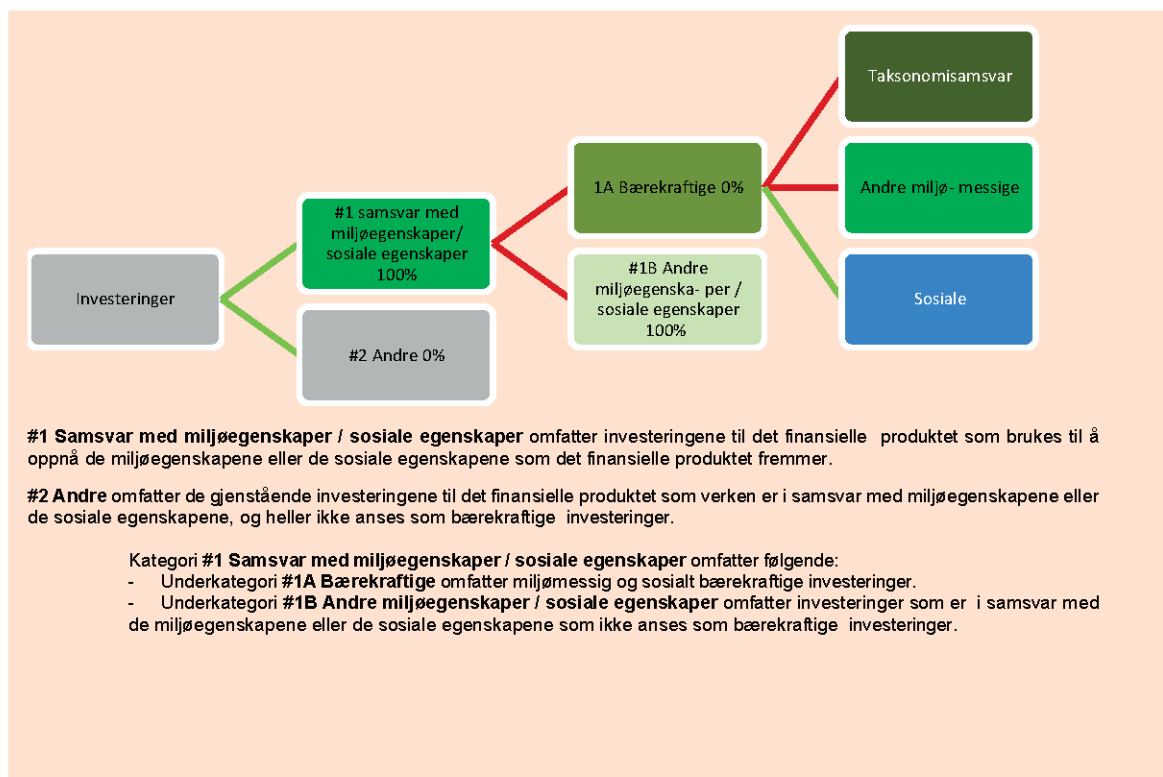 Investeringer
#1 samsvar med
miljøegenskaper/
sosiale egenskaper
100%
#2 Andre 0%
1A Bærekraftige 0%
#1B Andre
miljøegenska- per /
sosiale egenskaper
100%
Taksonomisamsvar
Andre miljø- messige
Sosiale
#1 Samsvar med miljøegenskaper / sosiale egenskaper omfatter investeringene til det finansielle produktet som brukes til å
oppnå de miljøegenskapene eller de sosiale egenskapene som det finansielle produktet fremmer.
#2 Andre omfatter de gjenstående investeringene til det finansielle produktet som verken er i samsvar med miljøegenskapene eller
de sosiale egenskapene, og heller ikke anses som bærekraftige investeringer.
Kategori #1 Samsvar med miljøegenskaper / sosiale egenskaper omfatter følgende:
- Underkategori #1A Bærekraftige omfatter miljømessig og sosialt bærekraftige investeringer.
- Underkategori #1B Andre miljøegenskaper / sosiale egenskaper omfatter investeringer som er i samsvar med
de miljøegenskapene eller de sosiale egenskapene som ikke anses som bærekraftige investeringer.